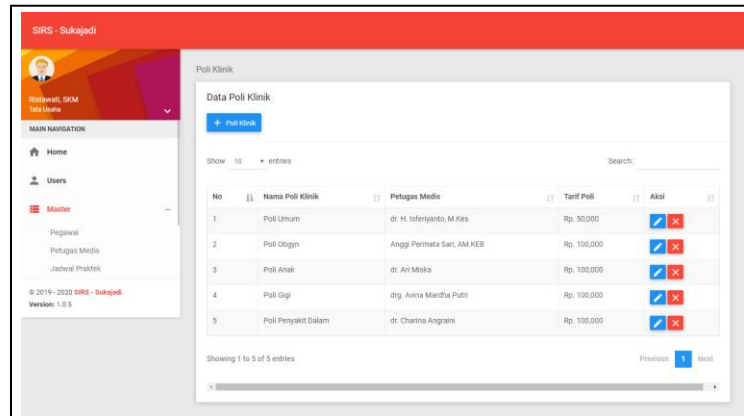 SIRS - Sukajadi
Ristawati, SKM
Tata Usaha
MAIN NAVIGATION
Home
Users
Master
Pegawai
Petugas Medis
Jadwal Praktek
© 2019 - 2020 SIRS - Sukajadi.
Version: 1.0.5
Poli Klinik
Data Poli Klinik
+ Poli Klinik
Show 10 entries Search:
No Nama Poli Klinik Petugas Medis Tarif Poli Aksi
1 Poli Umum dr. H. Isferiyanto, M.Kes Rp. 50,000
2 Poli Obgyn Anggi Permata Sari, AM.KEB Rp. 100,000
3 Poli Anak dr. Ari Miska Rp. 100,000
4 Poli Gigi drg. Avina Mardha Putri Rp. 100,000
5 Poli Penyakit Dalam dr. Charina Angraini Rp. 100,000
Showing 1 to 5 of 5 entries Previous 1 Next